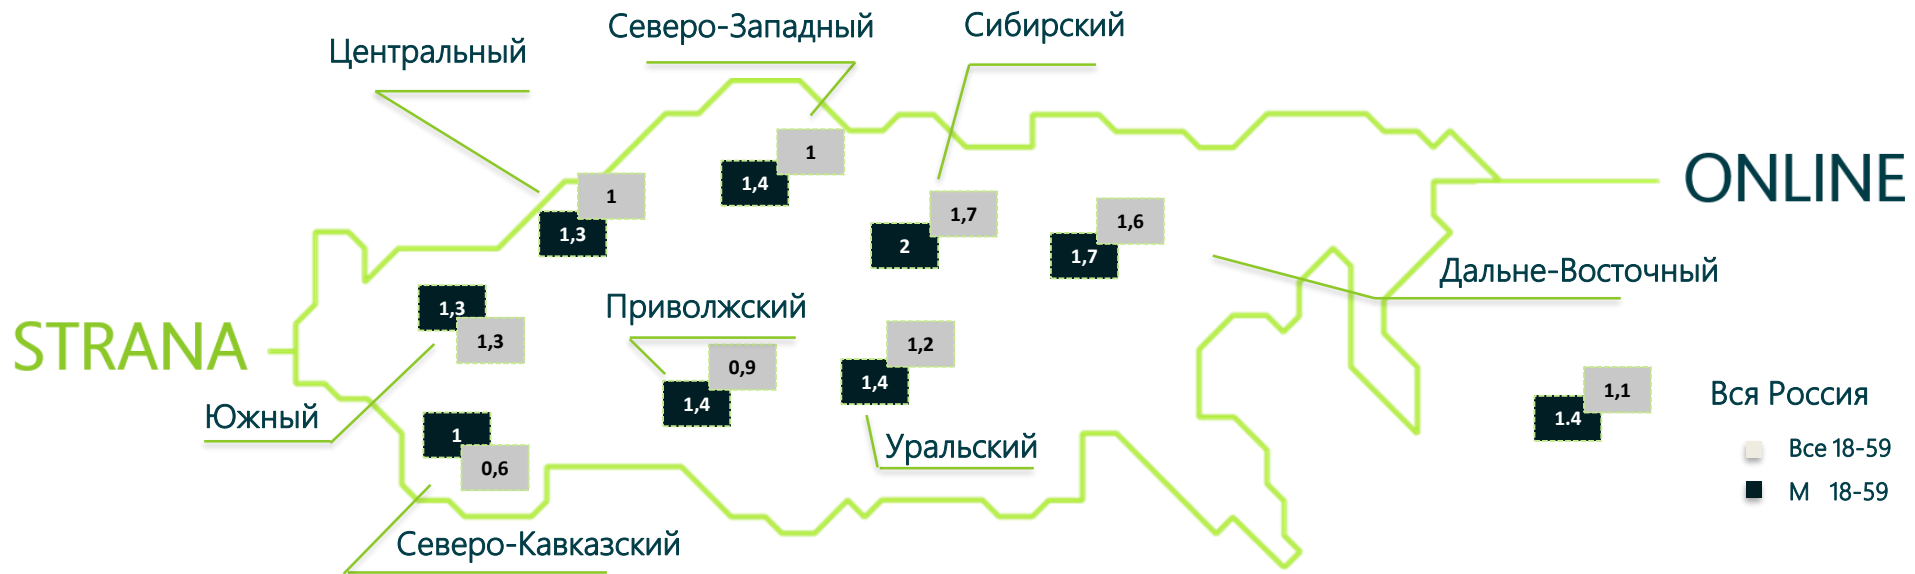 Северо-Западный
Сибирский
Центральный
1
1,4
ONLINE
1
1,3
1,7
2
1,6
1,7
Дальне-Восточный
1,3
1,3
Приволжский
STRANA
0,9
1,4
1,2
1,4
1,1
1.4
Вся Россия
Южный
1
0,6
Уральский
Все 18-59
М 18-59
Северо-Кавказский